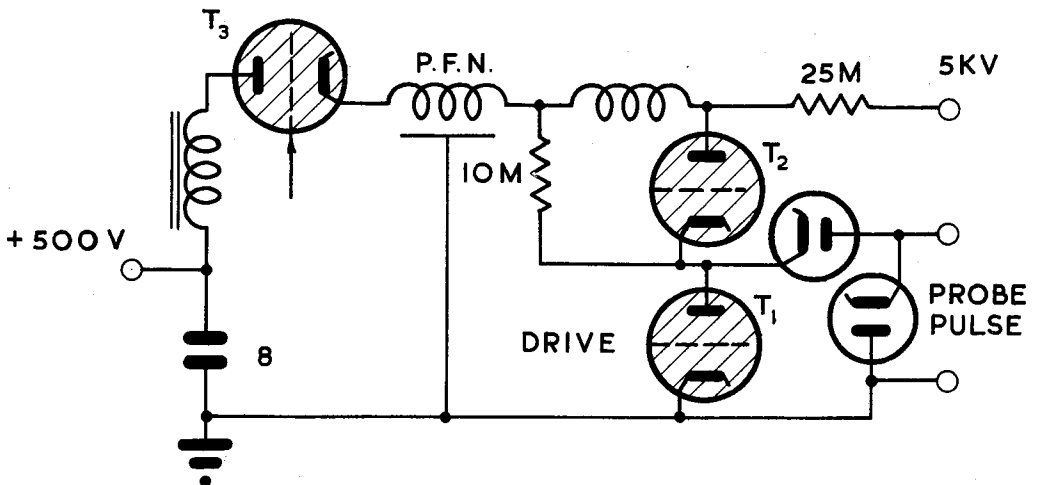 T3
P.F.N.
25M
5KV
10M
T2
+500V
8
DRIVE
T1
PROBE
PULSE